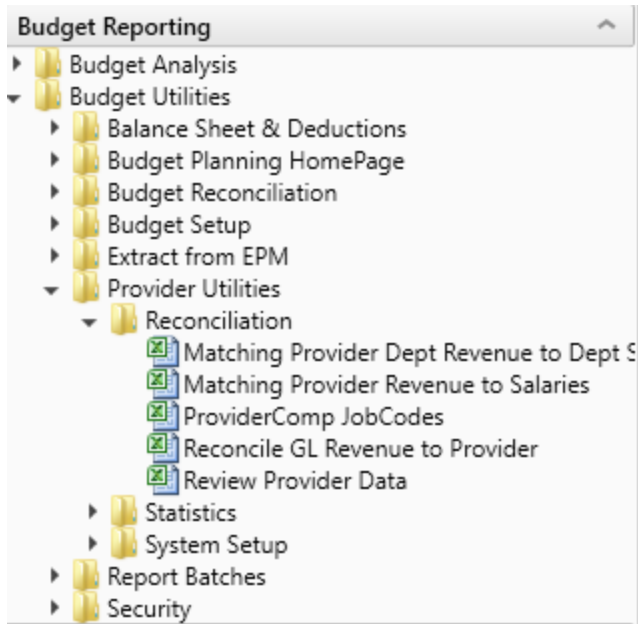 Budget Reporting
Budget Analysis
Budget Utilities
Balance Sheet & Deductions
Budget Planning HomePage
Budget Reconciliation
Budget Setup
Extract from EPM
Provider Utilities
Reconciliation
Matching Provider Dept Revenue to Dept S
Matching Provider Revenue to Salaries
ProviderComp JobCodes
Reconcile GL Revenue to Provider
Review Provider Data
Statistics
System Setup
Report Batches
Security